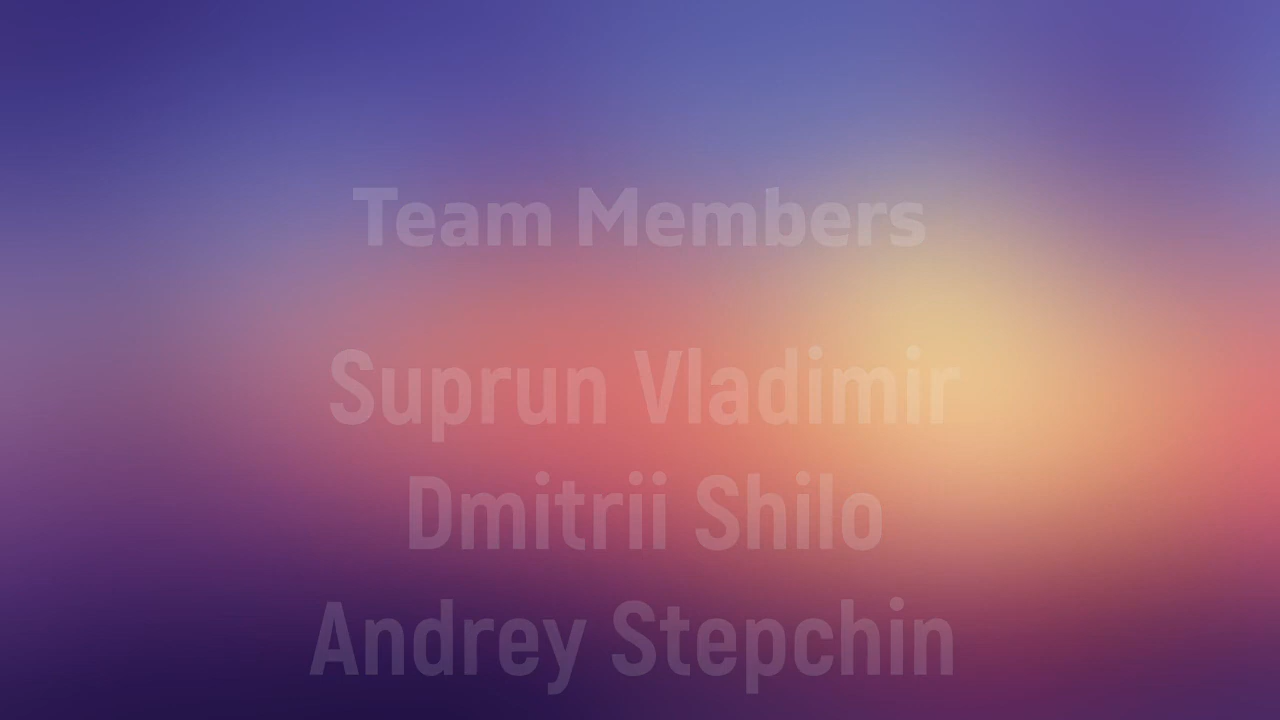 Team Members
Suprun Vladimir
Dmitrii Shilo
Andrey Stepchin